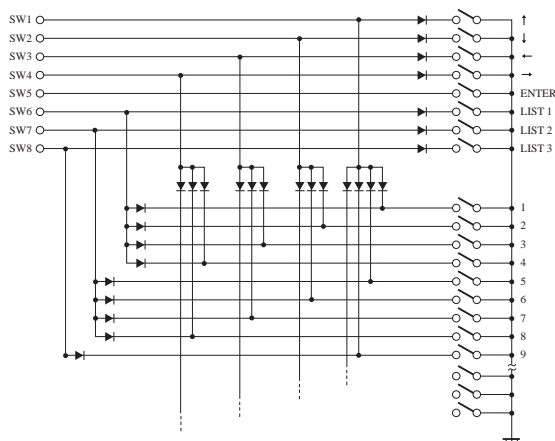 SW1 ↑
SW2 ↓
SW3 ←
SW4 →
SW5 ENTER
SW6 LIST 1
SW7 LIST 2
SW8 LIST 3
1
2
3
4
5
6
7
8
9